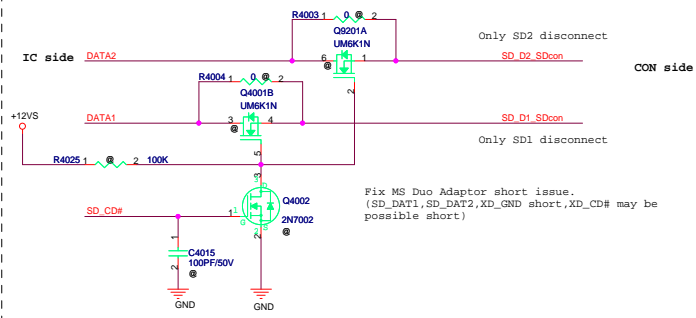 R4003 1 0 @ 2
Q9201A
UM6K1N
Only SD2 disconnect
IC side
DATA2
6
@
1
SD_D2_SDcon
CON side
2
R4004 1 0 @ 2
Q4001B
UM6K1N
+12VS
DATA1
3
@
4
SD_D1_SDcon
5
Only SD1 disconnect
R4025 1 @ 2 100K
3
D
Q4002
Fix MS Duo Adaptor short issue.
(SD_DAT1,SD_DAT2,XD_GND short,XD_CD# may be
possible short)
SD_CD#
1
G
S
2N7002
@
2
1
C4015
100PF/50V
2
@
GND
GND